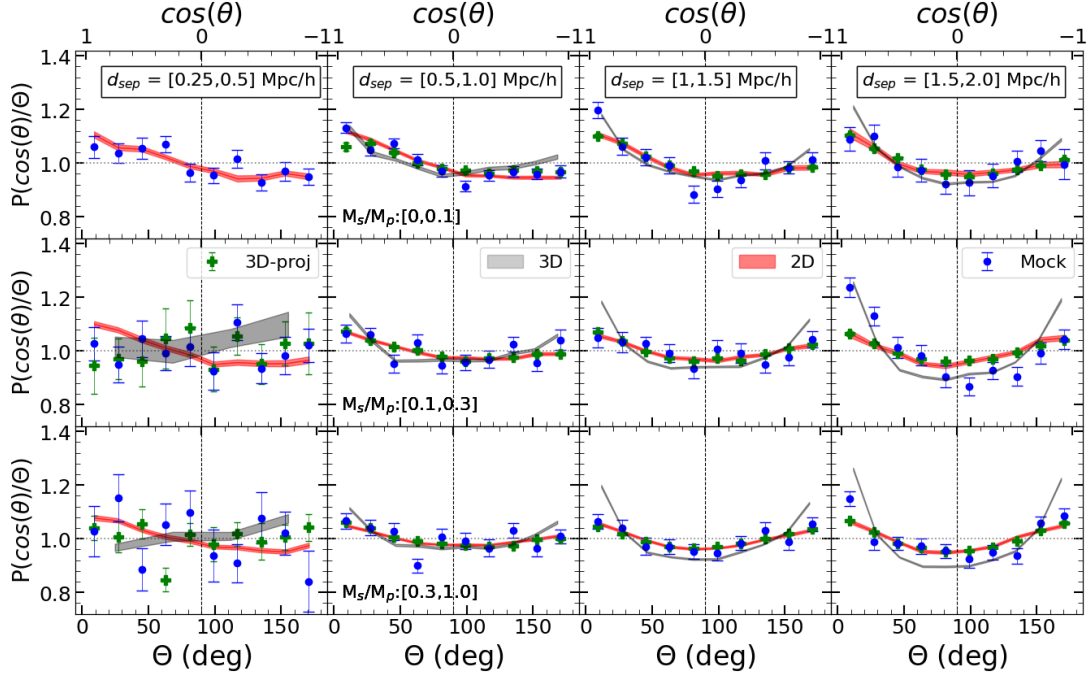 cos(θ) cos(θ) cos(θ) cos(θ)
1 0 −11 0 −11 0 −11 0 −1
P(cos(θ)/Θ)
1.4
1.2
1.0
0.8
d_sep = [0.25,0.5] Mpc/h
d_sep = [0.5,1.0] Mpc/h
d_sep = [1,1.5] Mpc/h
d_sep = [1.5,2.0] Mpc/h
M_s/M_p:[0,0.1]
P(cos(θ)/Θ)
1.4
1.2
1.0
0.8
3D-proj
3D
2D
Mock
M_s/M_p:[0.1,0.3]
P(cos(θ)/Θ)
1.4
1.2
1.0
0.8
M_s/M_p:[0.3,1.0]
0 50 100 150 0 50 100 150 0 50 100 150 0 50 100 150
Θ (deg) Θ (deg) Θ (deg) Θ (deg)